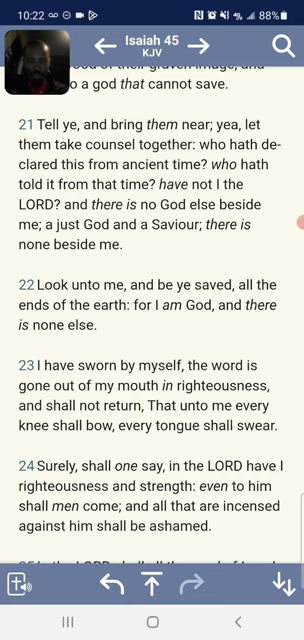 10:22
88%
Isaiah 45
KJV
of their graven image, and
o a god that cannot save.
21 Tell ye, and bring them near; yea, let
them take counsel together: who hath de-
clared this from ancient time? who hath
told it from that time? have not I the
LORD? and there is no God else beside
me; a just God and a Saviour; there is
none beside me.
22 Look unto me, and be ye saved, all the
ends of the earth: for I am God, and there
is none else.
23 I have sworn by myself, the word is
gone out of my mouth in righteousness,
and shall not return, That unto me every
knee shall bow, every tongue shall swear.
24 Surely, shall one say, in the LORD have I
righteousness and strength: even to him
shall men come; and all that are incensed
against him shall be ashamed.